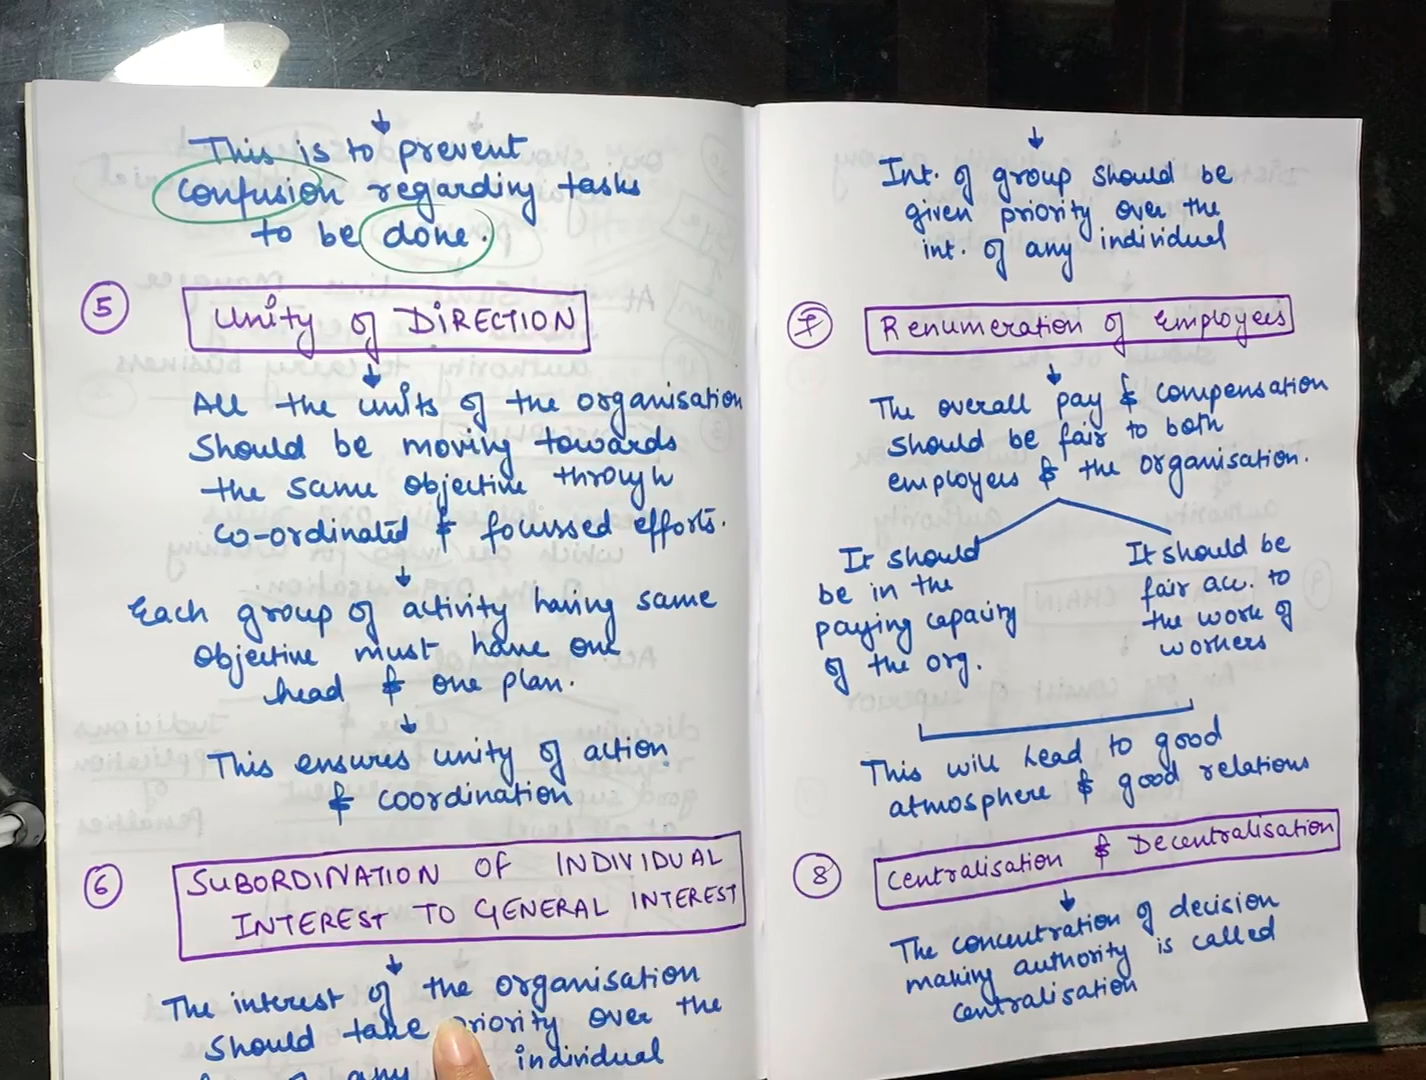 This is to prevent
confusion regarding tasks
to be done.
5
Unity of DIRECTION
All the units of the organisation
should be moving towards
the same objective through
co-ordinated & focussed efforts.
Each group of activity having same
objective must have one
head & one plan.
This ensures unity of action
& coordination
6
SUBORDINATION OF INDIVIDUAL
INTEREST TO GENERAL INTEREST
The interest of the organisation
should take priority over the
any individual
Int. of group should be
given priority over the
int. of any individual
7
Renumeration of employees
The overall pay & compensation
should be fair to both
employees & the organisation.
It should
be in the
paying capacity
of the org.
It should be
fair acc. to
the work of
workers
This will lead to good
atmosphere & good relations
8
Centralisation & Decentralisation
The concentration of decision
making authority is called
centralisation